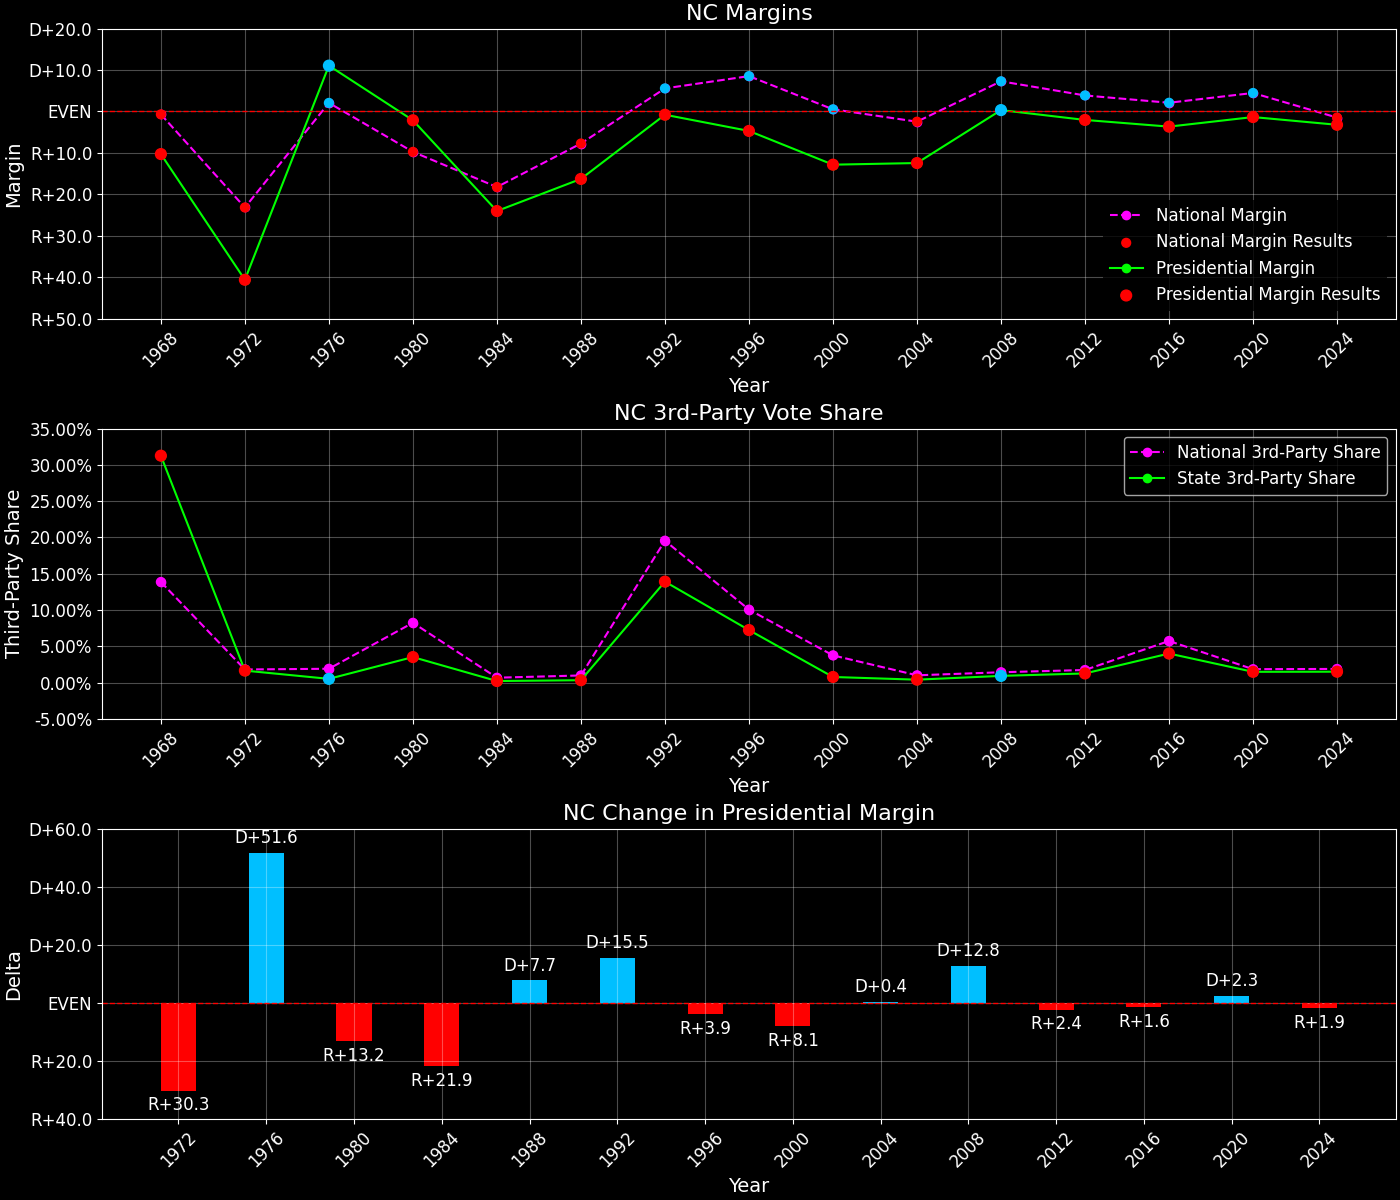 NC Margins
D+20.0
D+10.0
EVEN
R+10.0
R+20.0
R+30.0
R+40.0
R+50.0
Margin
National Margin
National Margin Results
Presidential Margin
Presidential Margin Results
1968 1972 1976 1980 1984 1988 1992 1996 2000 2004 2008 2012 2016 2020 2024
Year
NC 3rd-Party Vote Share
35.00%
30.00%
25.00%
20.00%
15.00%
10.00%
5.00%
0.00%
-5.00%
Third-Party Share
National 3rd-Party Share
State 3rd-Party Share
1968 1972 1976 1980 1984 1988 1992 1996 2000 2004 2008 2012 2016 2020 2024
Year
NC Change in Presidential Margin
D+60.0
D+40.0
D+20.0
EVEN
R+20.0
R+40.0
Delta
R+30.3
D+51.6
R+13.2
R+21.9
D+7.7
D+15.5
R+3.9
R+8.1
D+0.4
D+12.8
R+2.4
R+1.6
D+2.3
R+1.9
1972 1976 1980 1984 1988 1992 1996 2000 2004 2008 2012 2016 2020 2024
Year